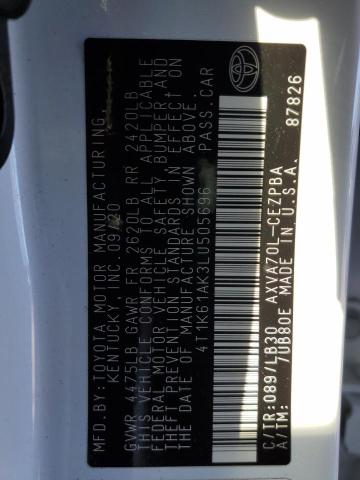 MFD.BY:TOYOTA MOTOR MANUFACTURING
KENTUCKY, INC. 09/20
GVWR 4475LB GAWR FR 2620LB RR 2420LB
THIS VEHICLE CONFORMS TO ALL APPLICABLE
FEDERAL MOTOR VEHICLE SAFETY, BUMPER, AND
THEFT PREVENTION STANDARDS IN EFFECT ON
THE DATE OF MANUFACTURE SHOWN ABOVE.
4T1K61AK3LU505696 PASS.CAR
C/TR:089/LB30 AXVA70L-CEZPBA
A/TM: /UB80E MADE IN U.S.A.
87826